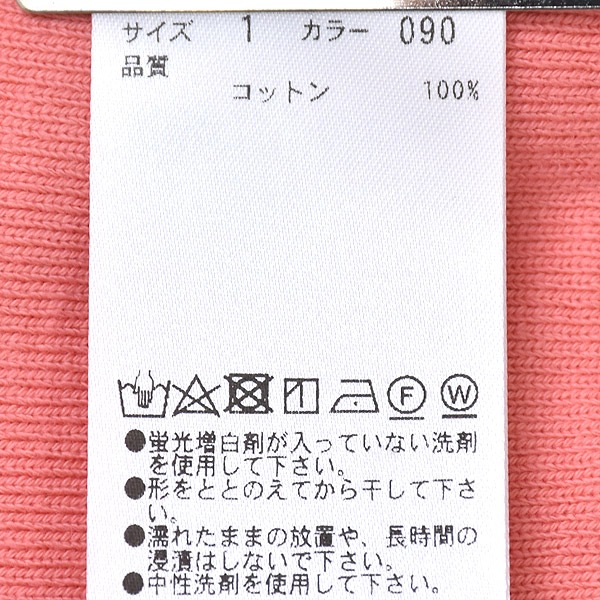 サイズ 1 カラー 090
品質
コットン 100%
F W
●蛍光増白剤が入っていない洗剤
を使用して下さい。
●形をととのえてから干して下さ
い。
●濡れたままの放置や、長時間の
浸漬はしないで下さい。
●中性洗剤を使用して下さい。